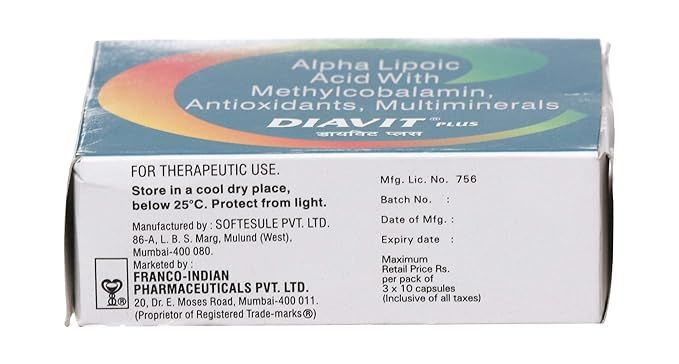 Alpha Lipoic
Acid With
Methylcobalamin,
Antioxidants, Multiminerals
DIAVIT® PLUS
डायविट प्लस
FOR THERAPEUTIC USE.
Store in a cool dry place,
below 25°C. Protect from light.
Manufactured by : SOFTESULE PVT. LTD.
86-A, L. B. S. Marg, Mulund (West),
Mumbai-400 080.
Marketed by :
FRANCO-INDIAN
PHARMACEUTICALS PVT. LTD.
20, Dr. E. Moses Road, Mumbai-400 011.
(Proprietor of Registered Trade-marks®)
®
Mfg. Lic. No. 756
Batch No. :
Date of Mfg. :
Expiry date :
Maximum
Retail Price Rs.
per pack of
3 x 10 capsules
(Inclusive of all taxes)